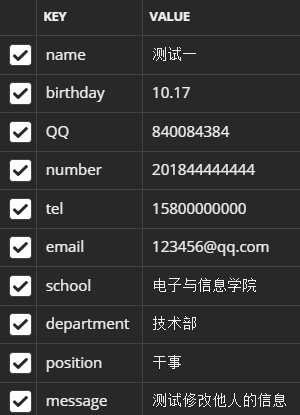 KEY VALUE
name 测试一
birthday 10.17
QQ 840084384
number 201844444444
tel 15800000000
email 123456@qq.com
school 电子与信息学院
department 技术部
position 干事
message 测试修改他人的信息